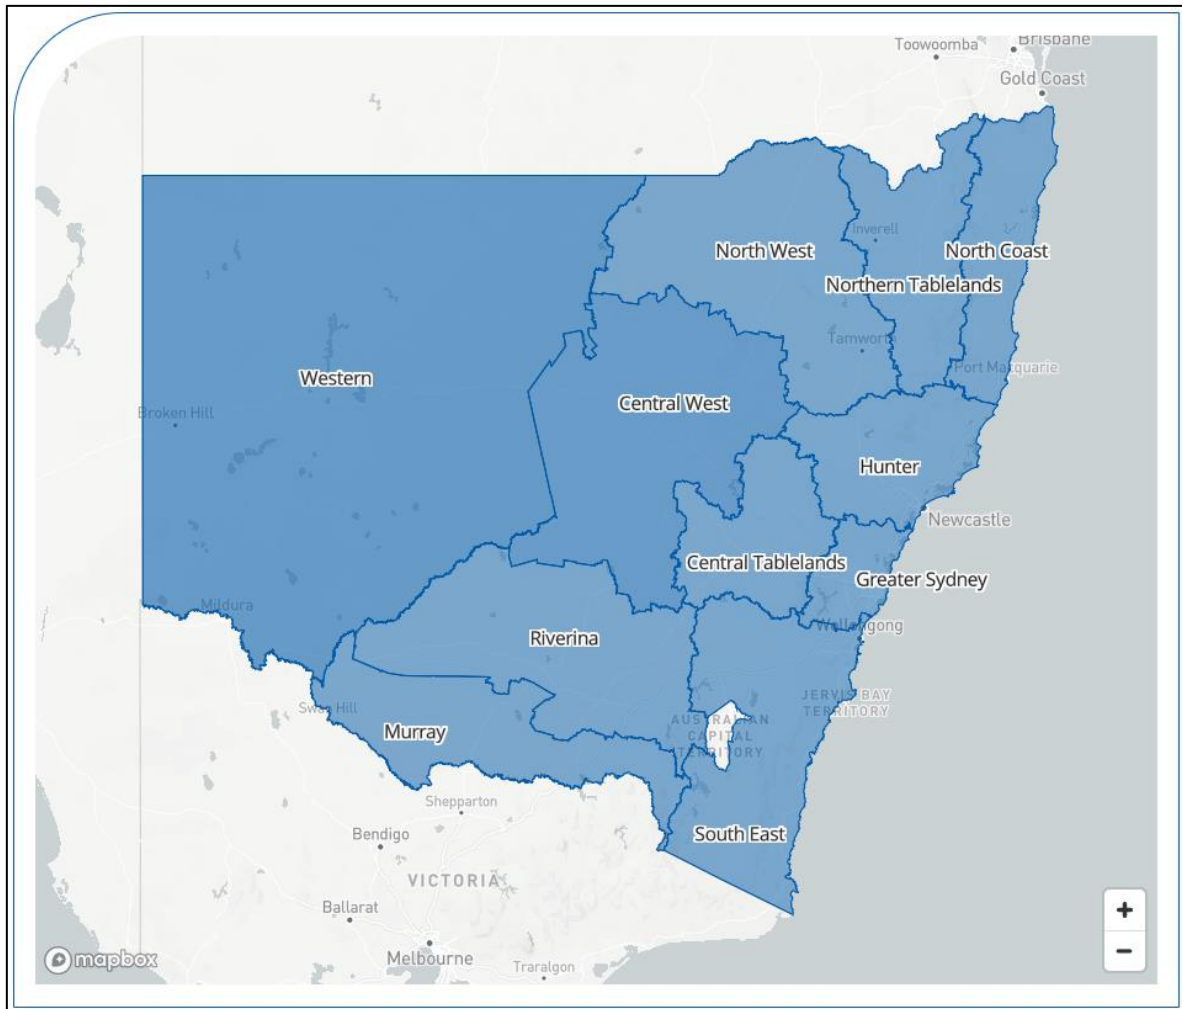 Brisbane
Toowoomba
Gold Coast
Inverell
North West
North Coast
Northern Tablelands
Tamworth
Port Macquarie
Western
Central West
Broken Hill
Hunter
Newcastle
Central Tablelands
Greater Sydney
Mildura
Wollongong
Riverina
JERVIS BAY
TERRITORY
Swan Hill
AUSTRALIAN
CAPITAL
TERRITORY
Murray
Shepparton
Bendigo
South East
VICTORIA
Ballarat
+
Melbourne
−
mapbox
Traralgon